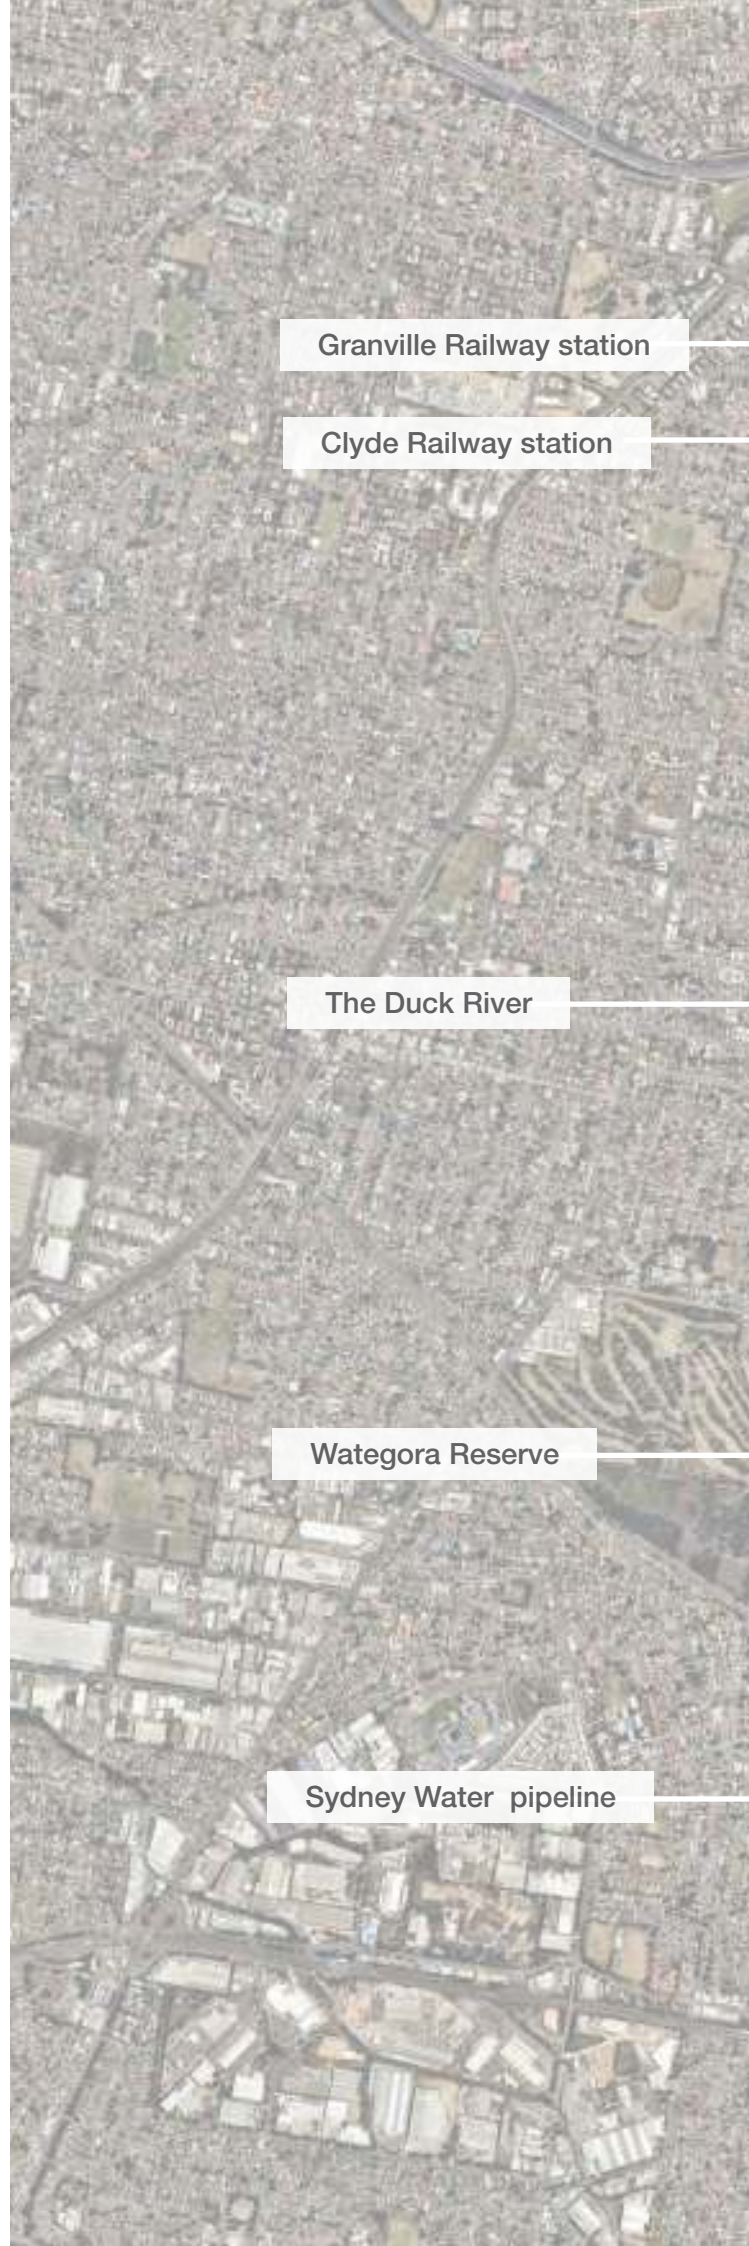 Granville Railway station
Clyde Railway station
The Duck River
Wategora Reserve
Sydney Water  pipeline